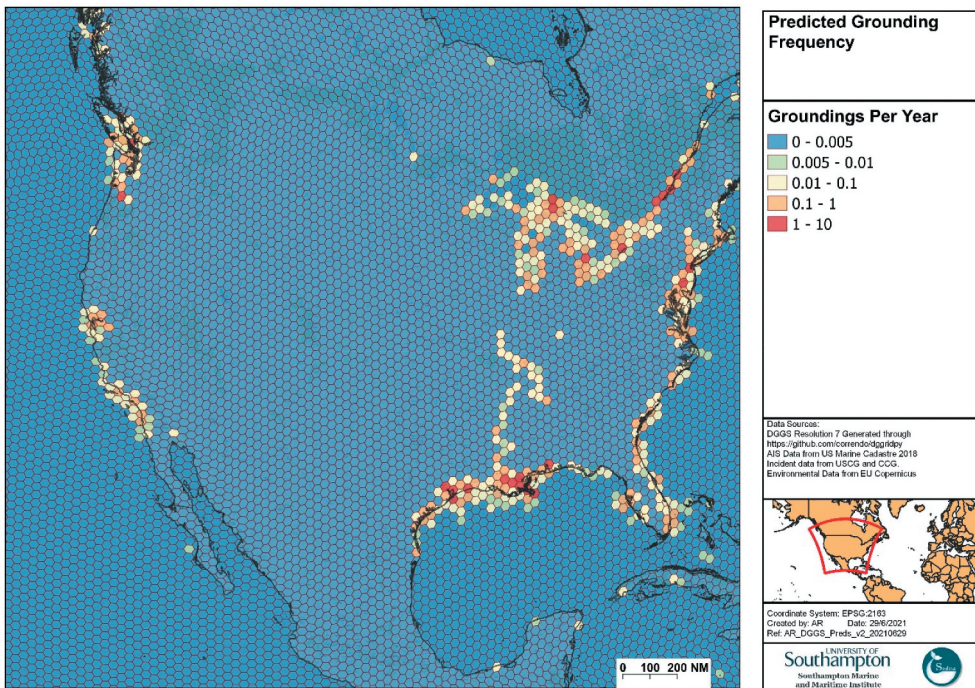 Predicted Grounding
Frequency
Groundings Per Year
0 - 0.005
0.005 - 0.01
0.01 - 0.1
0.1 - 1
1 - 10
Data Sources:
DGGS Resolution 7 Generated through
https://github.com/correndo/dggridpy
AIS Data from US Marine Cadastre 2018
Incident data from USCG and CCG.
Environmental Data from EU Copernicus
Coordinate System: EPSG:2163
Created by: AR Date: 29/6/2021
Ref: AR_DGGS_Preds_v2_20210629
UNIVERSITY OF
Southampton
Southampton Marine
and Maritime Institute
0 100 200 NM